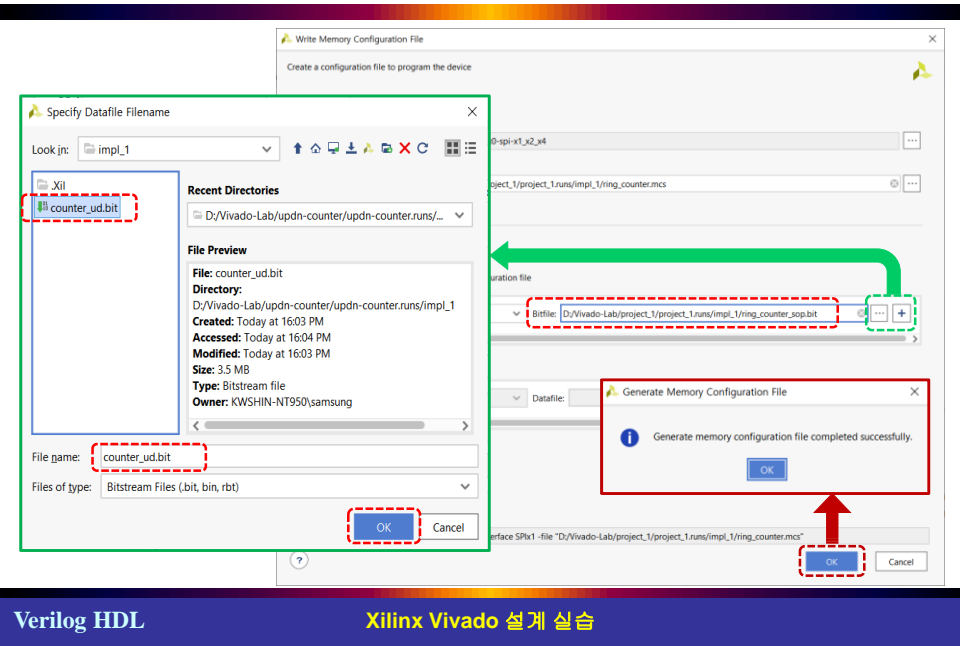 Write Memory Configuration File
Create a configuration file to program the device
Specify Datafile Filename
Look in: impl_1
.Xil
counter_ud.bit
Recent Directories
D:/Vivado-Lab/updn-counter/updn-counter.runs/...
File Preview
File: counter_ud.bit
Directory:
D:/Vivado-Lab/updn-counter/updn-counter.runs/impl_1
Created: Today at 16:03 PM
Accessed: Today at 16:04 PM
Modified: Today at 16:03 PM
Size: 3.5 MB
Type: Bitstream file
Owner: KWSHIN-NT950\samsung
File name: counter_ud.bit
Files of type: Bitstream Files (.bit, bin, rbt)
OK Cancel
0-spi-x1_x2_x4
oject_1/project_1.runs/impl_1/ring_counter.mcs
uration file
Bitfile: D:/Vivado-Lab/project_1/project_1.runs/impl_1/ring_counter_sop.bit
Datafile:
Generate Memory Configuration File
Generate memory configuration file completed successfully.
OK
erface SPIx1 -file "D:/Vivado-Lab/project_1/project_1.runs/impl_1/ring_counter.mcs"
?
OK Cancel
Verilog HDL
Xilinx Vivado 설계 실습